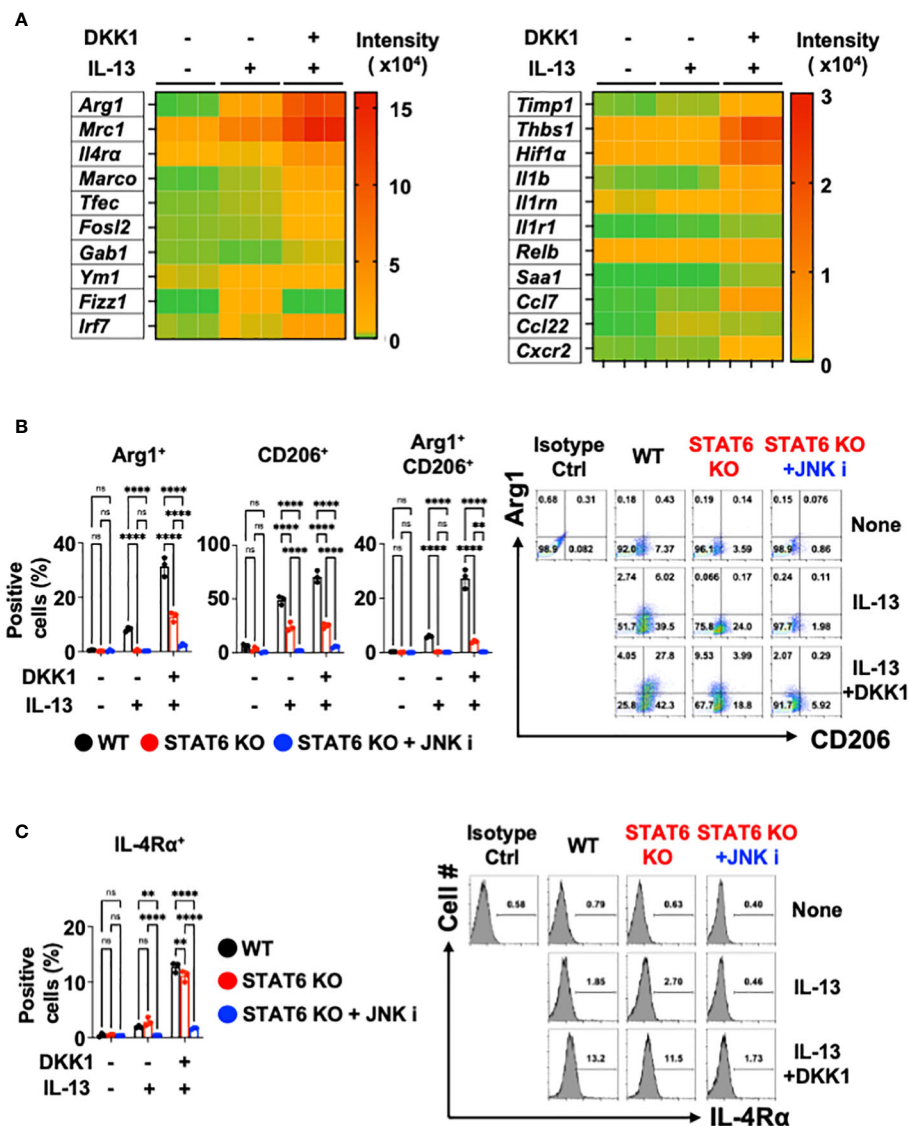 A
DKK1 - - + Intensity
IL-13 - + + ( x10⁴)
Arg1
Mrc1
Il4rα
Marco
Tfec
Fosl2
Gab1
Ym1
Fizz1
Irf7
15
10
5
0
DKK1 - - + Intensity
IL-13 - + + ( x10⁴)
Timp1
Thbs1
Hif1α
Il1b
Il1rn
Il1r1
Relb
Saa1
Ccl7
Ccl22
Cxcr2
3
2
1
0
B
Arg1⁺
ns ns **** ns **** **** **** ****
40
20
0
Positive
cells (%)
CD206⁺
ns ns **** **** **** **** **** ****
100
50
0
Arg1⁺
CD206⁺
ns ns **** ns **** **** ** ****
40
20
0
DKK1 - - + - - + - - +
IL-13 - + + - + + - + +
WT STAT6 KO STAT6 KO + JNK i
Isotype
Ctrl
WT
STAT6
KO
STAT6 KO
+JNK i
0.68 0.31 0.18 0.43 0.19 0.14 0.15 0.076
98.9 0.082 92.0 7.37 96.1 3.59 98.9 0.86
None
2.74 6.02 0.066 0.17 0.24 0.11
51.7 39.5 75.8 24.0 97.7 1.98
IL-13
4.05 27.8 9.53 3.99 2.07 0.29
25.8 42.3 67.7 18.8 91.7 5.92
IL-13
+DKK1
Arg1
CD206
C
IL-4Rα⁺
ns ns ** ns **** **** **** **
20
10
0
Positive
cells (%)
DKK1 - - +
IL-13 - + +
WT
STAT6 KO
STAT6 KO + JNK i
Isotype
Ctrl
WT
STAT6
KO
STAT6 KO
+JNK i
0.58 0.79 0.63 0.40 None
1.85 2.70 0.46 IL-13
13.2 11.5 1.73 IL-13
+DKK1
Cell #
IL-4Rα